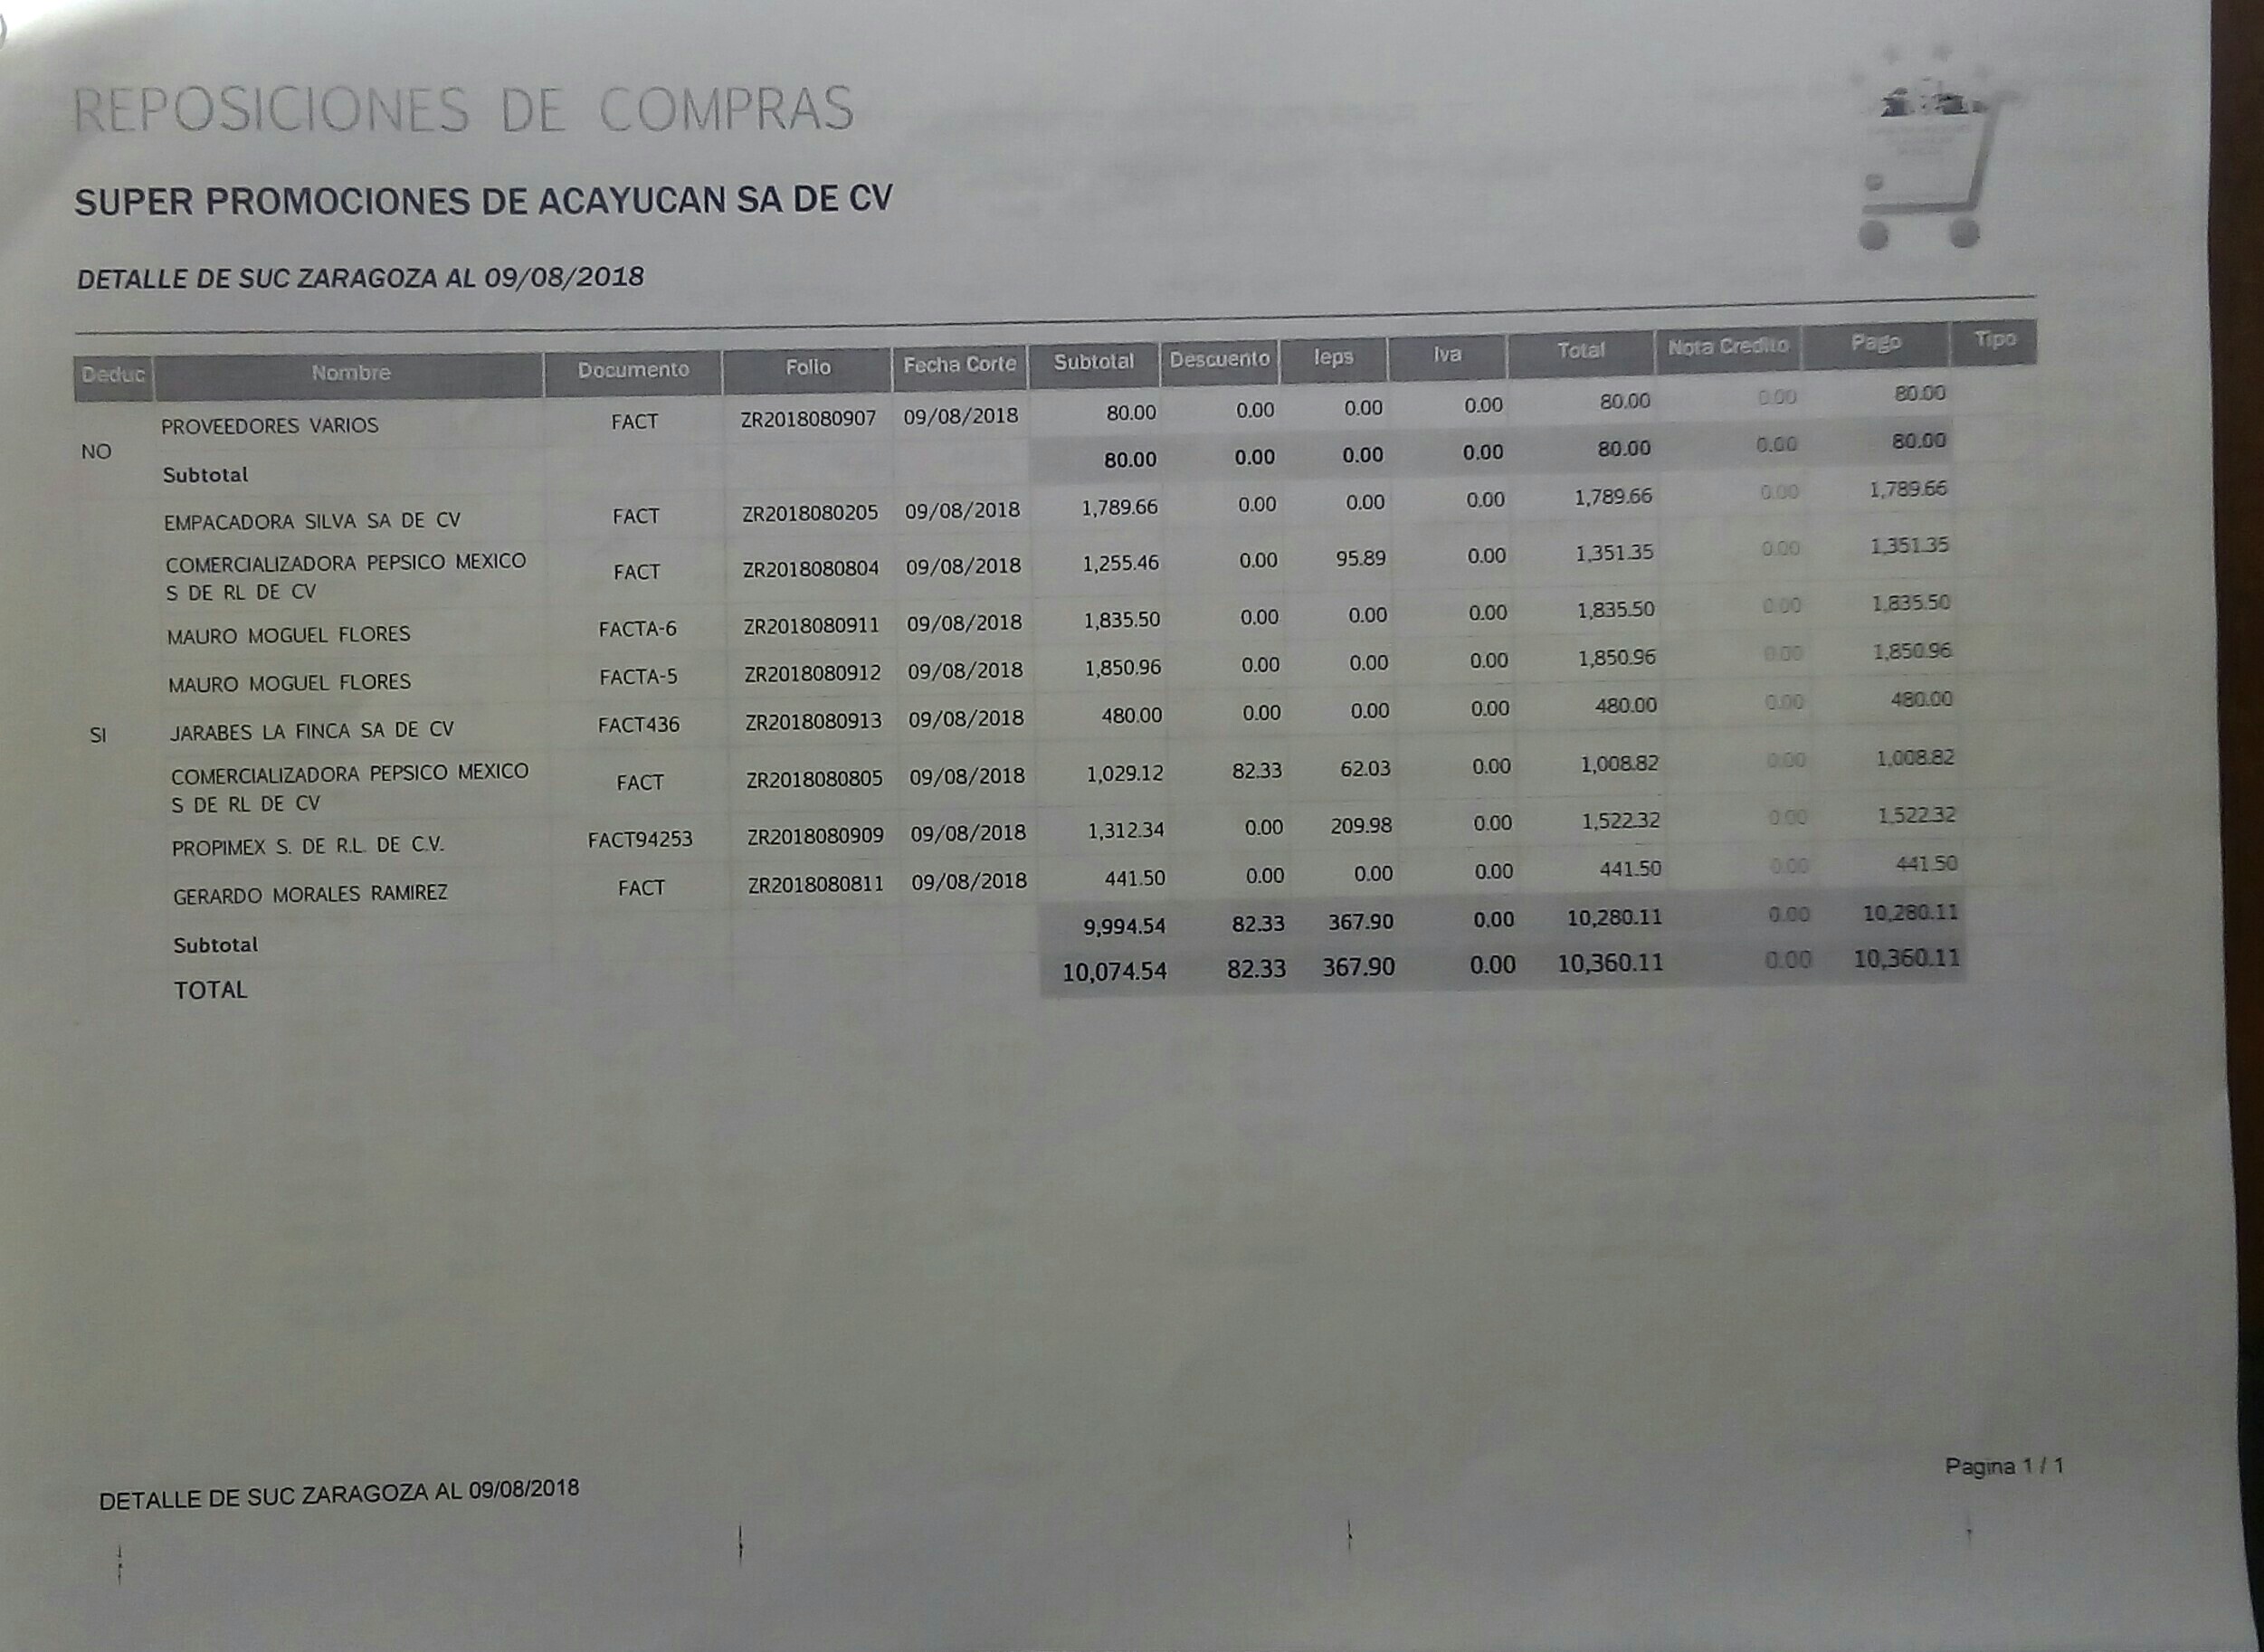 REPOSICIONES DE COMPRAS
SUPER PROMOCIONES DE ACAYUCAN SA DE CV
DETALLE DE SUC ZARAGOZA AL 09/08/2018
Deduc Nombre Documento Folio Fecha Corte Subtotal Descuento Ieps Iva Total Nota Credito Pago Tipo
PROVEEDORES VARIOS FACT ZR2018080907 09/08/2018 80.00 0.00 0.00 0.00 80.00 0.00 80.00
NO
Subtotal 80.00 0.00 0.00 0.00 80.00 0.00 80.00
EMPACADORA SILVA SA DE CV FACT ZR2018080205 09/08/2018 1,789.66 0.00 0.00 0.00 1,789.66 0.00 1,789.66
COMERCIALIZADORA PEPSICO MEXICO
S DE RL DE CV FACT ZR2018080804 09/08/2018 1,255.46 0.00 95.89 0.00 1,351.35 0.00 1,351.35
MAURO MOGUEL FLORES FACTA-6 ZR2018080911 09/08/2018 1,835.50 0.00 0.00 0.00 1,835.50 0.00 1,835.50
MAURO MOGUEL FLORES FACTA-5 ZR2018080912 09/08/2018 1,850.96 0.00 0.00 0.00 1,850.96 0.00 1,850.96
SI JARABES LA FINCA SA DE CV FACT436 ZR2018080913 09/08/2018 480.00 0.00 0.00 0.00 480.00 0.00 480.00
COMERCIALIZADORA PEPSICO MEXICO
S DE RL DE CV FACT ZR2018080805 09/08/2018 1,029.12 82.33 62.03 0.00 1,008.82 0.00 1,008.82
PROPIMEX S. DE R.L. DE C.V. FACT94253 ZR2018080909 09/08/2018 1,312.34 0.00 209.98 0.00 1,522.32 0.00 1,522.32
GERARDO MORALES RAMIREZ FACT ZR2018080811 09/08/2018 441.50 0.00 0.00 0.00 441.50 0.00 441.50
Subtotal 9,994.54 82.33 367.90 0.00 10,280.11 0.00 10,280.11
TOTAL 10,074.54 82.33 367.90 0.00 10,360.11 0.00 10,360.11
DETALLE DE SUC ZARAGOZA AL 09/08/2018
Pagina 1 / 1